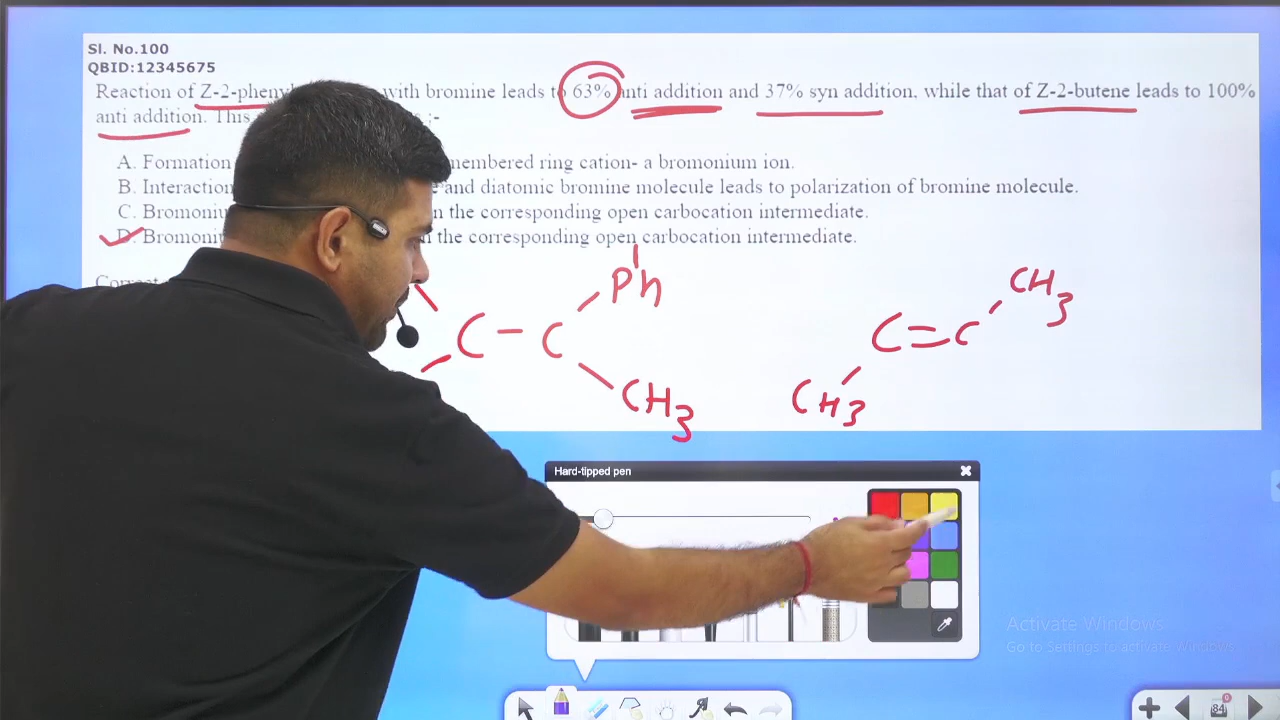 Sl. No.100
QBID:12345675
Reaction of Z-2-phenyl with bromine leads to 63% anti addition and 37% syn addition, while that of Z-2-butene leads to 100%
anti addition. This :-
A. Formation membered ring cation- a bromonium ion.
B. Interaction and diatomic bromine molecule leads to polarization of bromine molecule.
C. the corresponding open carbocation intermediate.
D. the corresponding open carbocation intermediate.
C - C Ph CH3
CH3 C = C CH3
Hard-tipped pen
Activate Windows
Go to Settings to activate Windows.
84